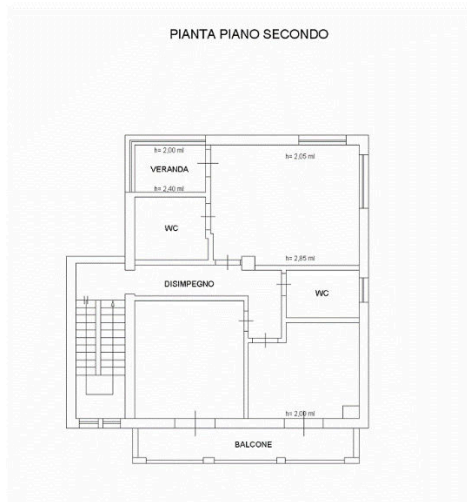 PIANTA PIANO SECONDO
h= 2,00 ml
h= 2,05 ml
VERANDA
h= 2,40 ml
WC
h= 2,85 ml
DISIMPEGNO
WC
h= 2,00 ml
BALCONE